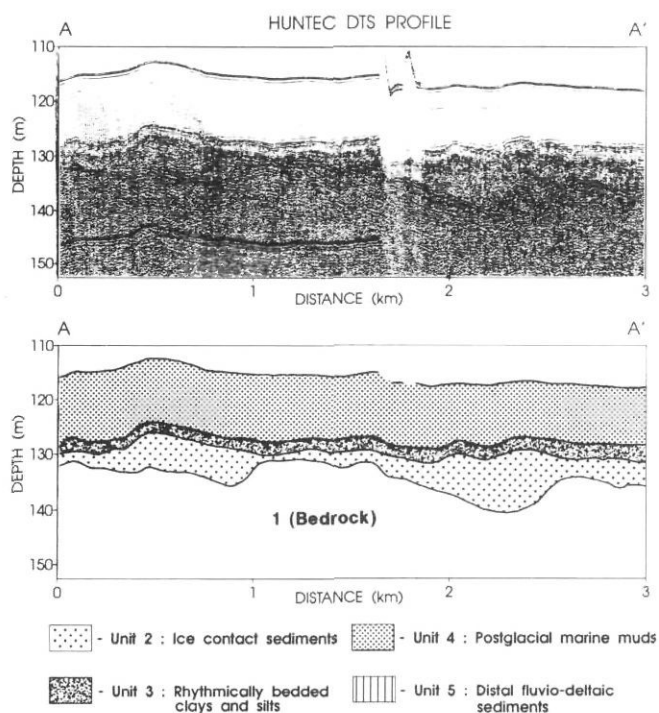 HUNTEC DTS PROFILE
A A'
110
120
130
140
150
DEPTH (m)
0 1 2 3
DISTANCE (km)
A A'
110
120
130
140
150
DEPTH (m)
1 (Bedrock)
0 1 2 3
DISTANCE (km)
- Unit 2 : Ice contact sediments
- Unit 4 : Postglacial marine muds
- Unit 3 : Rhythmically bedded
clays and silts
- Unit 5 : Distal fluvio-deltaic
sediments